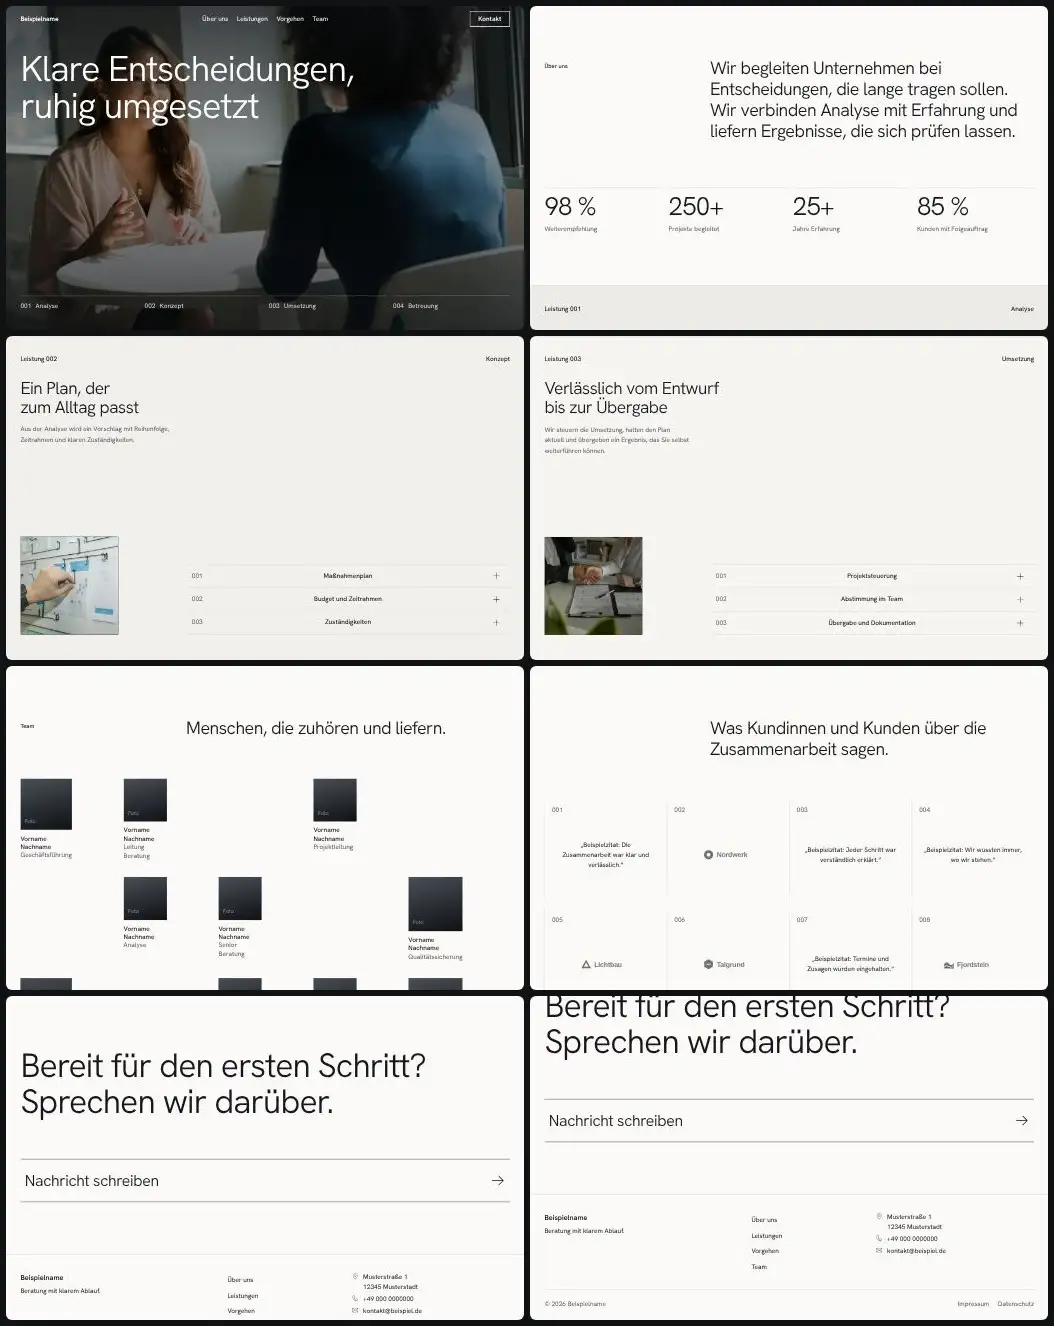 Beispielname
Über uns Leistungen Vorgehen Team
Kontakt
Klare Entscheidungen,
ruhig umgesetzt
001 Analyse
002 Konzept
003 Umsetzung
004 Betreuung
Über uns
Wir begleiten Unternehmen bei
Entscheidungen, die lange tragen sollen.
Wir verbinden Analyse mit Erfahrung und
liefern Ergebnisse, die sich prüfen lassen.
98 %
Weiterempfehlung
250+
Projekte begleitet
25+
Jahre Erfahrung
85 %
Kunden mit Folgeauftrag
Leistung 001
Analyse
Leistung 002
Konzept
Ein Plan, der
zum Alltag passt
Aus der Analyse wird ein Vorschlag mit Reihenfolge,
Zeitrahmen und klaren Zuständigkeiten.
001 Maßnahmenplan
002 Budget und Zeitrahmen
003 Zuständigkeiten
Leistung 003
Umsetzung
Verlässlich vom Entwurf
bis zur Übergabe
Wir steuern die Umsetzung, halten den Plan
aktuell und übergeben ein Ergebnis, das Sie selbst
weiterführen können.
001 Projektsteuerung
002 Abstimmung im Team
003 Übergabe und Dokumentation
Team
Menschen, die zuhören und liefern.
Foto
Vorname
Nachname
Geschäftsführung
Foto
Vorname
Nachname
Leitung
Beratung
Foto
Vorname
Nachname
Projektleitung
Foto
Vorname
Nachname
Analyse
Foto
Vorname
Nachname
Senior
Beratung
Foto
Vorname
Nachname
Qualitätssicherung
Was Kundinnen und Kunden über die
Zusammenarbeit sagen.
001
„Beispielzitat: Die
Zusammenarbeit war klar und
verlässlich.“
002
Nordwerk
003
„Beispielzitat: Jeder Schritt war
verständlich erklärt.“
004
„Beispielzitat: Wir wussten immer,
wo wir stehen.“
005
Lichtbau
006
Talgrund
007
„Beispielzitat: Termine und
Zusagen wurden eingehalten.“
008
Fjordstein
Bereit für den ersten Schritt?
Sprechen wir darüber.
Nachricht schreiben
Beispielname
Beratung mit klarem Ablauf.
Über uns
Leistungen
Vorgehen
Musterstraße 1
12345 Musterstadt
+49 000 0000000
kontakt@beispiel.de
Bereit für den ersten Schritt?
Sprechen wir darüber.
Nachricht schreiben
Beispielname
Beratung mit klarem Ablauf.
Über uns
Leistungen
Vorgehen
Team
Musterstraße 1
12345 Musterstadt
+49 000 0000000
kontakt@beispiel.de
© 2026 Beispielname
Impressum Datenschutz